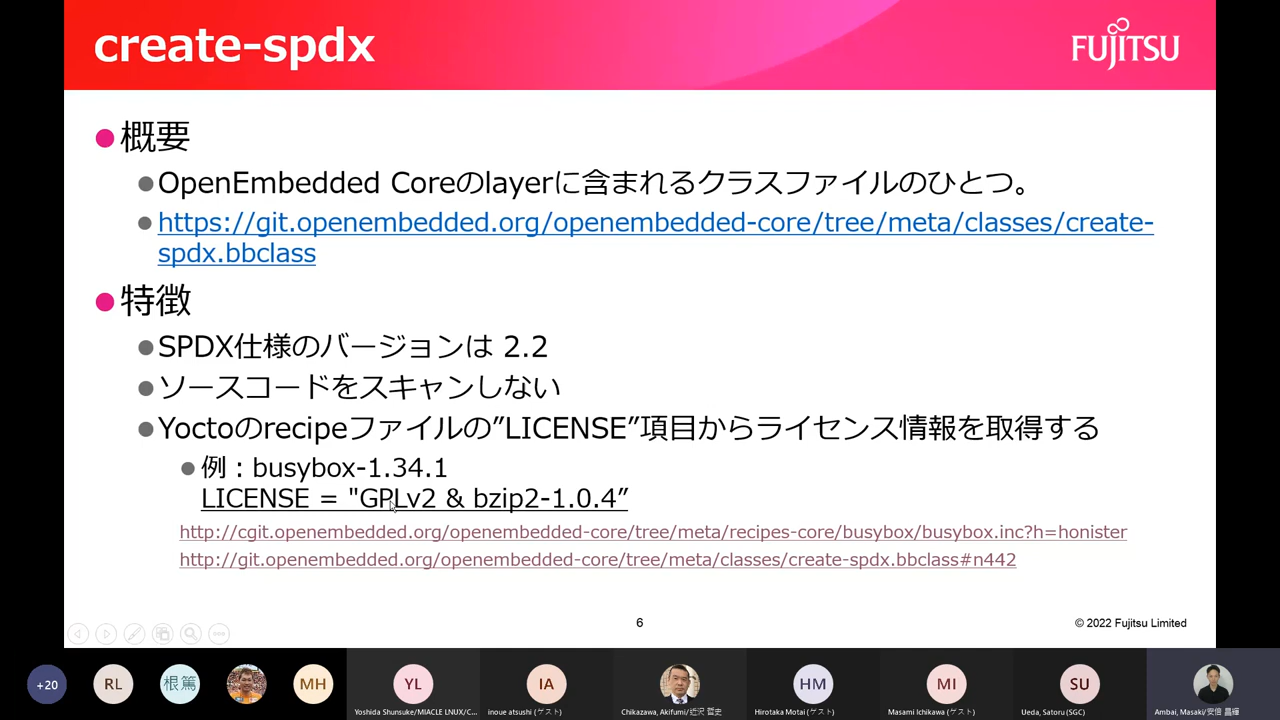 create-spdx
FUJITSU
概要
OpenEmbedded Coreのlayerに含まれるクラスファイルのひとつ。
https://git.openembedded.org/openembedded-core/tree/meta/classes/create-
spdx.bbclass
特徴
SPDX仕様のバージョンは 2.2
ソースコードをスキャンしない
Yoctoのrecipeファイルの”LICENSE”項目からライセンス情報を取得する
例：busybox-1.34.1
LICENSE = "GPLv2 & bzip2-1.0.4”
http://cgit.openembedded.org/openembedded-core/tree/meta/recipes-core/busybox/busybox.inc?h=honister
http://git.openembedded.org/openembedded-core/tree/meta/classes/create-spdx.bbclass#n442
6
© 2022 Fujitsu Limited
+20
RL
根篤
MH
YL
IA
HM
MI
SU
Yoshida Shunsuke/MIACLE LNUX/C...
inoue atsushi (ゲスト)
Chikazawa, Akifumi/近沢 哲史
Hirotaka Motai (ゲスト)
Masami Ichikawa (ゲスト)
Ueda, Satoru (SGC)
Ambai, Masaki/安倍 昌輝